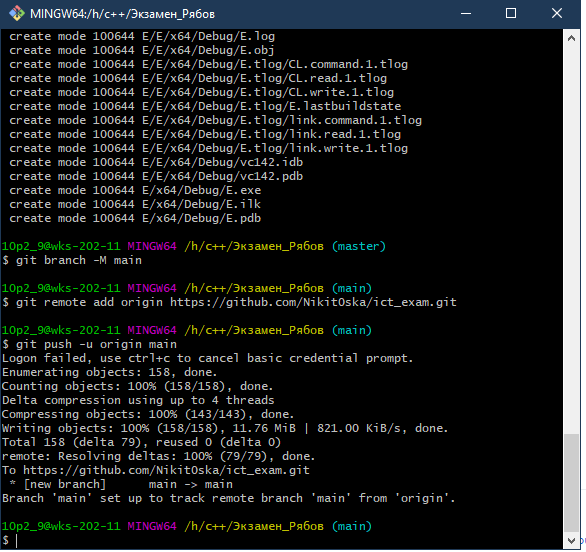 MINGW64:/h/c++/Экзамен_Рябов
create mode 100644 E/E/x64/Debug/E.log
create mode 100644 E/E/x64/Debug/E.obj
create mode 100644 E/E/x64/Debug/E.tlog/CL.command.1.tlog
create mode 100644 E/E/x64/Debug/E.tlog/CL.read.1.tlog
create mode 100644 E/E/x64/Debug/E.tlog/CL.write.1.tlog
create mode 100644 E/E/x64/Debug/E.tlog/E.lastbuildstate
create mode 100644 E/E/x64/Debug/E.tlog/link.command.1.tlog
create mode 100644 E/E/x64/Debug/E.tlog/link.read.1.tlog
create mode 100644 E/E/x64/Debug/E.tlog/link.write.1.tlog
create mode 100644 E/E/x64/Debug/vc142.idb
create mode 100644 E/E/x64/Debug/vc142.pdb
create mode 100644 E/x64/Debug/E.exe
create mode 100644 E/x64/Debug/E.ilk
create mode 100644 E/x64/Debug/E.pdb
10p2_9@wks-202-11 MINGW64 /h/c++/Экзамен_Рябов (master)
$ git branch -M main
10p2_9@wks-202-11 MINGW64 /h/c++/Экзамен_Рябов (main)
$ git remote add origin https://github.com/NikitOska/ict_exam.git
10p2_9@wks-202-11 MINGW64 /h/c++/Экзамен_Рябов (main)
$ git push -u origin main
Logon failed, use ctrl+c to cancel basic credential prompt.
Enumerating objects: 158, done.
Counting objects: 100% (158/158), done.
Delta compression using up to 4 threads
Compressing objects: 100% (143/143), done.
Writing objects: 100% (158/158), 11.76 MiB | 821.00 KiB/s, done.
Total 158 (delta 79), reused 0 (delta 0)
remote: Resolving deltas: 100% (79/79), done.
To https://github.com/NikitOska/ict_exam.git
* [new branch]      main -> main
Branch 'main' set up to track remote branch 'main' from 'origin'.
10p2_9@wks-202-11 MINGW64 /h/c++/Экзамен_Рябов (main)
$